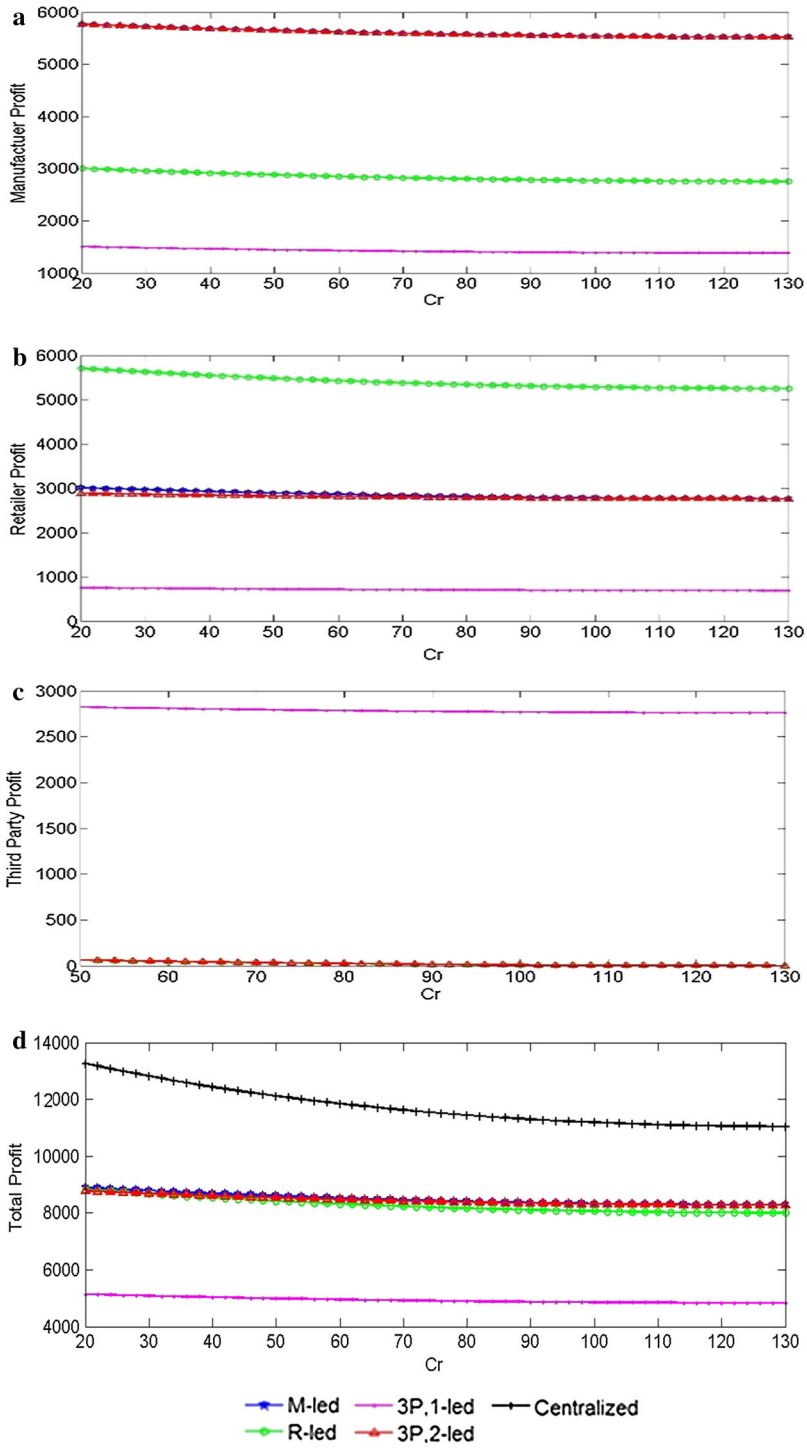 a
6000
5000
4000
3000
2000
1000
Manufactuer Profit
20 30 40 50 60 70 80 90 100 110 120 130
Cr
b
6000
5000
4000
3000
2000
1000
0
Retailer Profit
20 30 40 50 60 70 80 90 100 110 120 130
Cr
c
3000
2500
2000
1500
1000
500
0
Third Party Profit
50 60 70 80 90 100 110 120 130
Cr
d
14000
12000
10000
8000
6000
4000
Total Profit
20 30 40 50 60 70 80 90 100 110 120 130
Cr
M-led 3P,1-led Centralized
R-led 3P,2-led